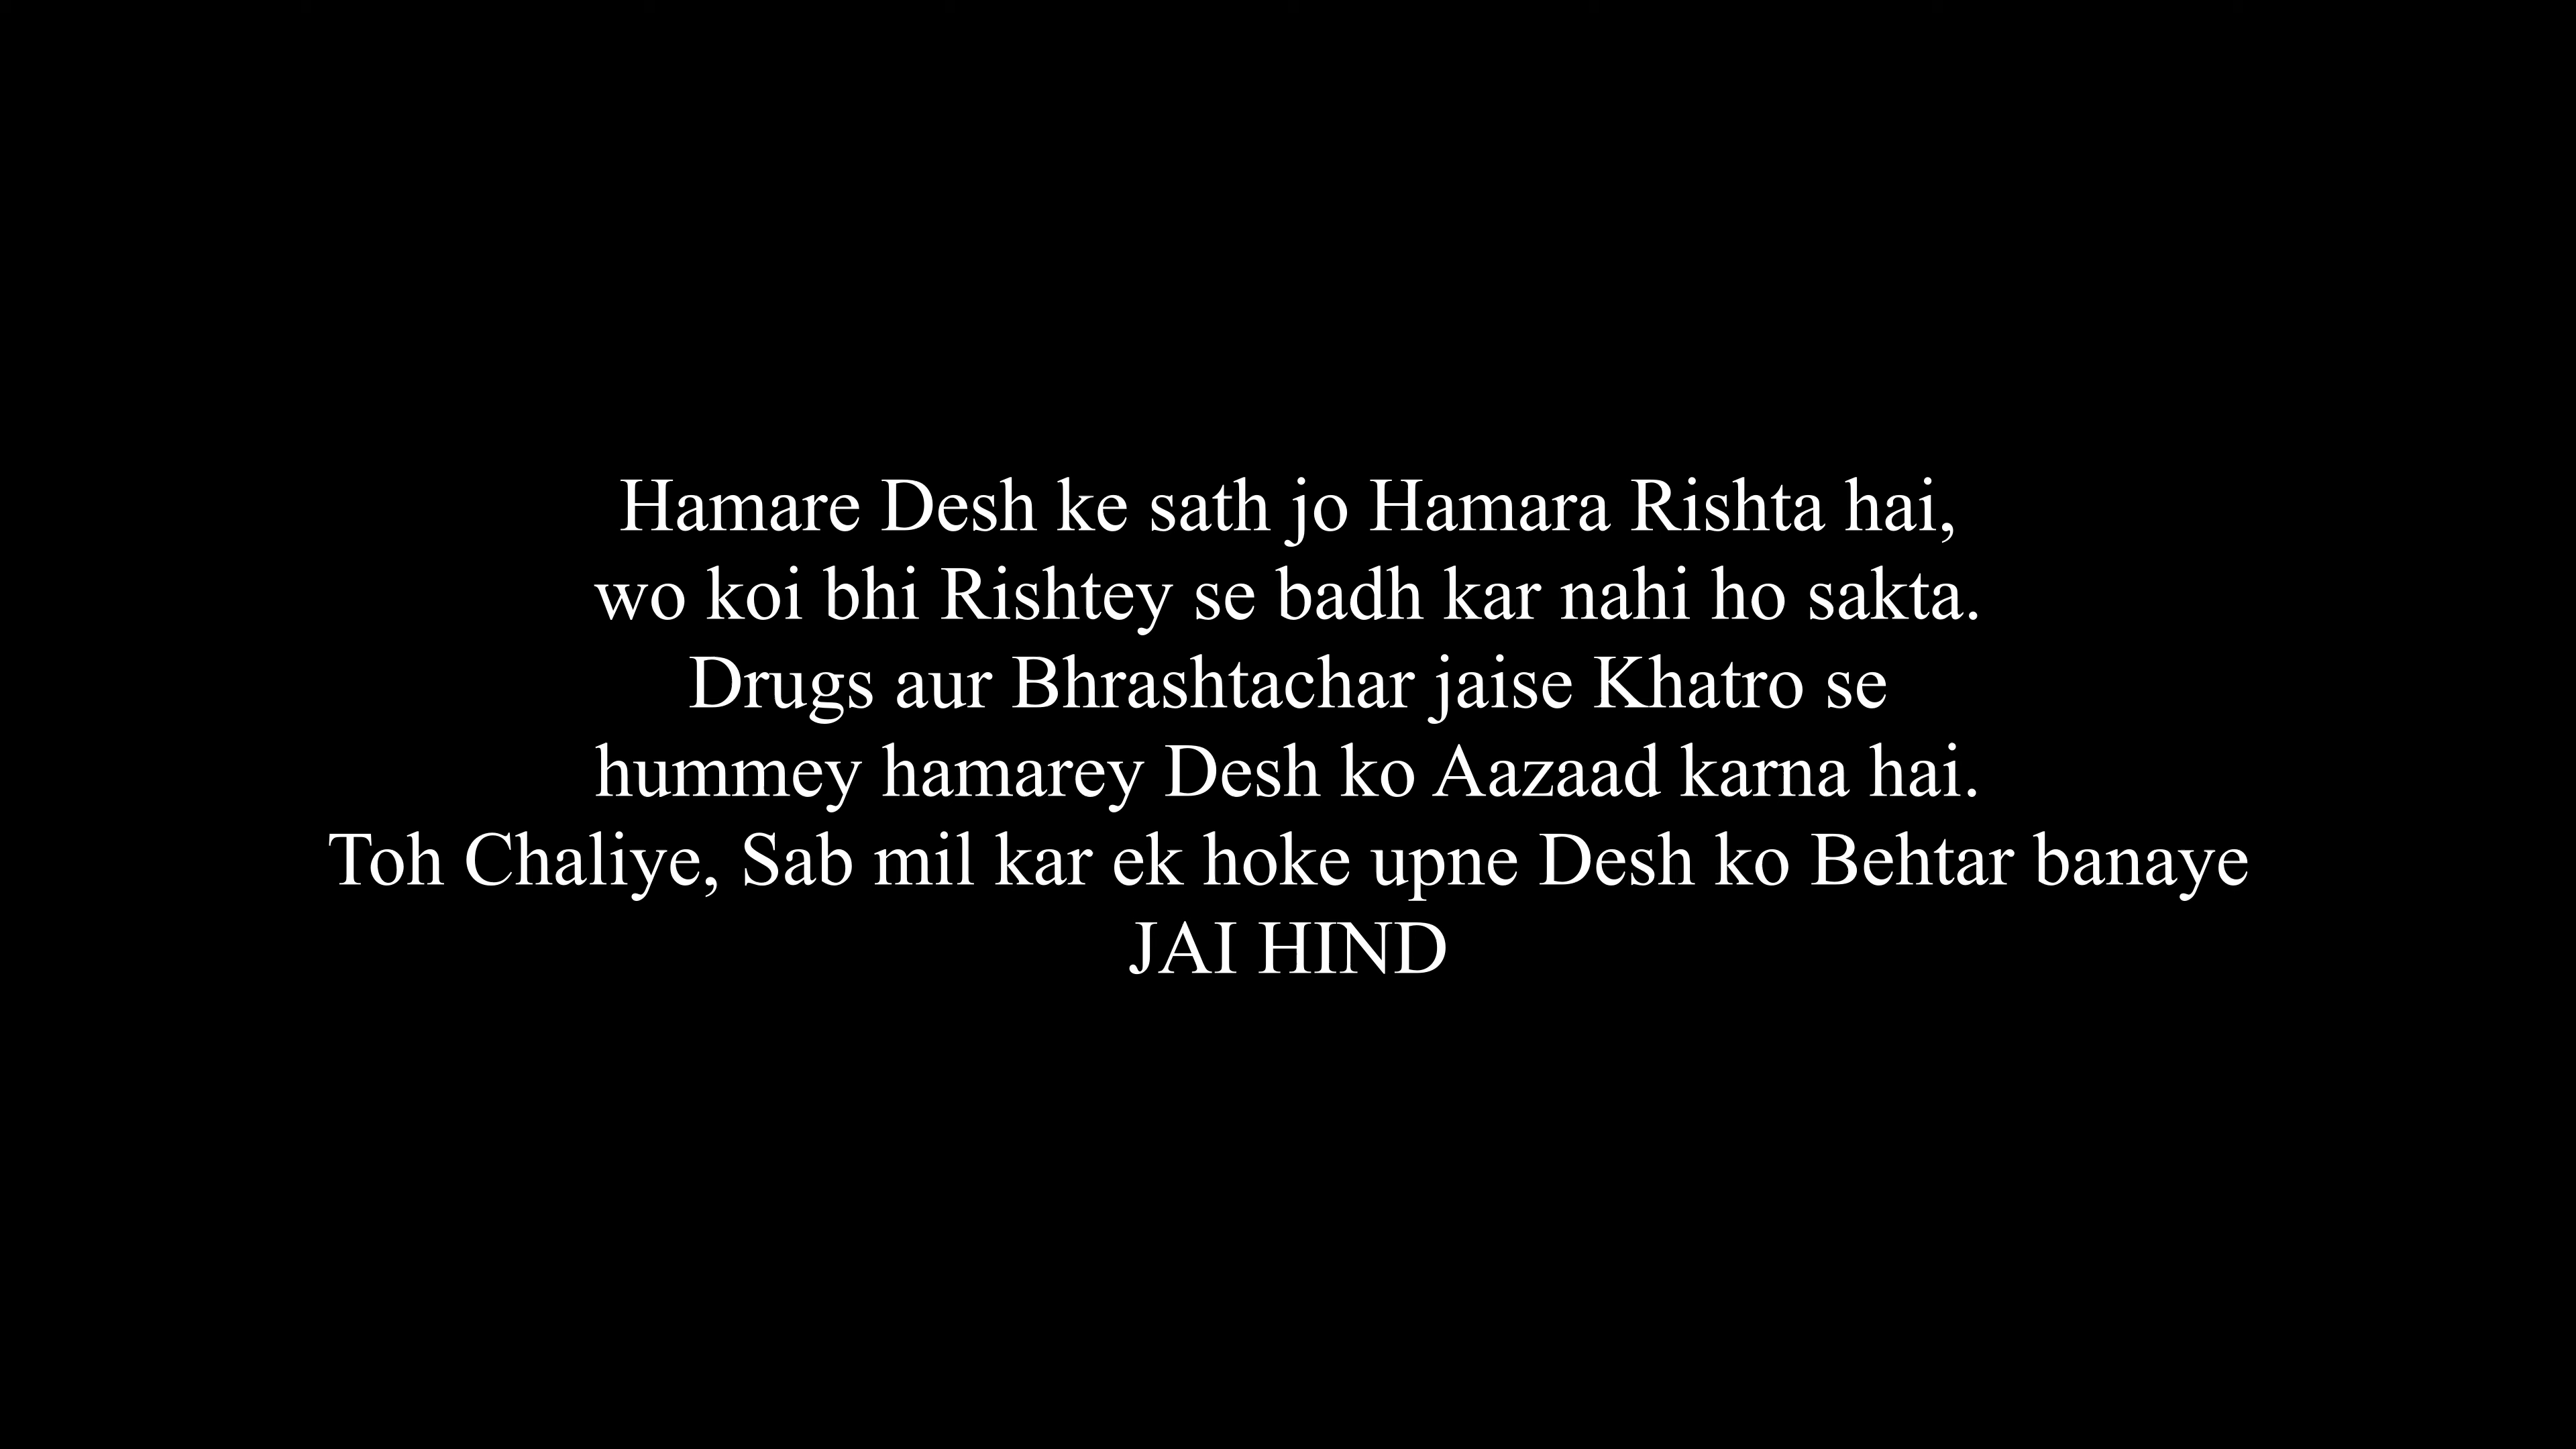 Hamare Desh ke sath jo Hamara Rishta hai,
wo koi bhi Rishtey se badh kar nahi ho sakta.
Drugs aur Bhrashtachar jaise Khatro se
hummey hamarey Desh ko Aazaad karna hai.
Toh Chaliye, Sab mil kar ek hoke upne Desh ko Behtar banaye
JAI HIND